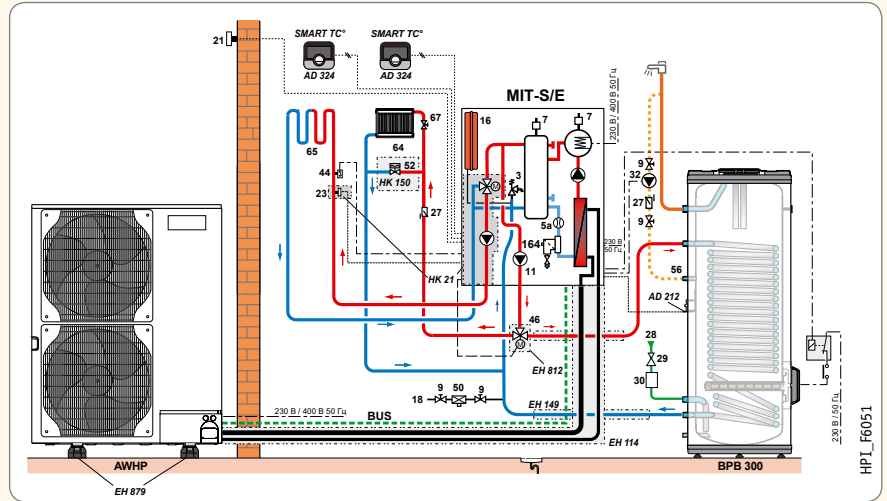 SMART TC°
SMART TC°
21
AD 324
AD 324
MIT-S/E
230 В / 400 В 50 Гц
16
7
7
67
65
64
9
32
52
3
44
HK 150
23
27
27
5a
9
164
230 В
50 Гц
11
HK 21
56
AD 212
46
28
EH 812
29
9
50
9
30
18
EH 149
230 В / 50 Гц
230 В / 400 В 50 Гц
BUS
EH 114
AWHP
BPB 300
EH 879
HPI_F6051
M
M